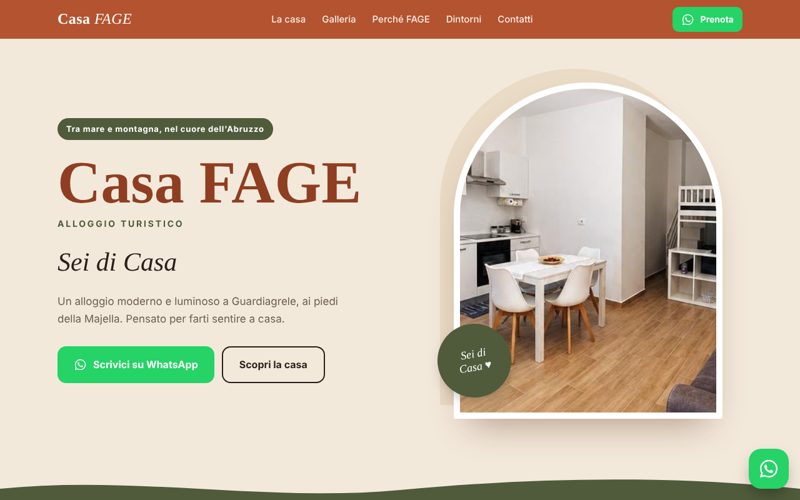 Casa FAGE
La casa
Galleria
Perché FAGE
Dintorni
Contatti
Prenota
Tra mare e montagna, nel cuore dell'Abruzzo
Casa FAGE
ALLOGGIO TURISTICO
Sei di Casa
Un alloggio moderno e luminoso a Guardiagrele, ai piedi
della Majella. Pensato per farti sentire a casa.
Scrivici su WhatsApp
Scopri la casa
Sei di
Casa ♥